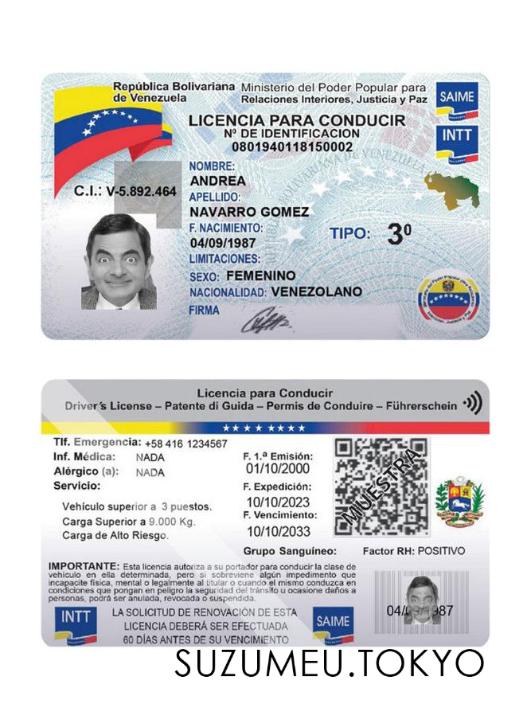 República Bolivariana de Venezuela
Ministerio del Poder Popular para Relaciones Interiores, Justicia y Paz
SAIME
LICENCIA PARA CONDUCIR
Nº DE IDENTIFICACION
0801940118150002
INTT
C.I.: V-5.892.464
NOMBRE:
ANDREA
APELLIDO:
NAVARRO GOMEZ
F. NACIMIENTO:
04/09/1987
TIPO: 3º
LIMITACIONES:
SEXO: FEMENINO
NACIONALIDAD: VENEZOLANO
FIRMA
Licencia para Conducir
Driver´s License – Patente di Guida – Permis de Conduire – Führerschein
Tlf. Emergencia: +58 416 1234567
Inf. Médica: NADA
Alérgico (a): NADA
Servicio:
Vehículo superior a 3 puestos.
Carga Superior a 9.000 Kg.
Carga de Alto Riesgo.
F. 1.ª Emisión:
01/10/2000
F. Expedición:
10/10/2023
F. Vencimiento:
10/10/2033
MUESTRA
Grupo Sanguíneo: Factor RH: POSITIVO
IMPORTANTE: Esta licencia autoriza a su portador para conducir la clase de
vehículo en ella determinada, pero si sobreviene algún impedimento que
incapacite física, mental o legalmente al titular o cuando el mismo conduzca en
condiciones que pongan en peligro la seguridad del tránsito u ocasione daños a
personas, podrá ser anulada, revocada o suspendida.
INTT
LA SOLICITUD DE RENOVACIÓN DE ESTA
LICENCIA DEBERÁ SER EFECTUADA
60 DÍAS ANTES DE SU VENCIMIENTO
SAIME
SUZUMEU.TOKYO